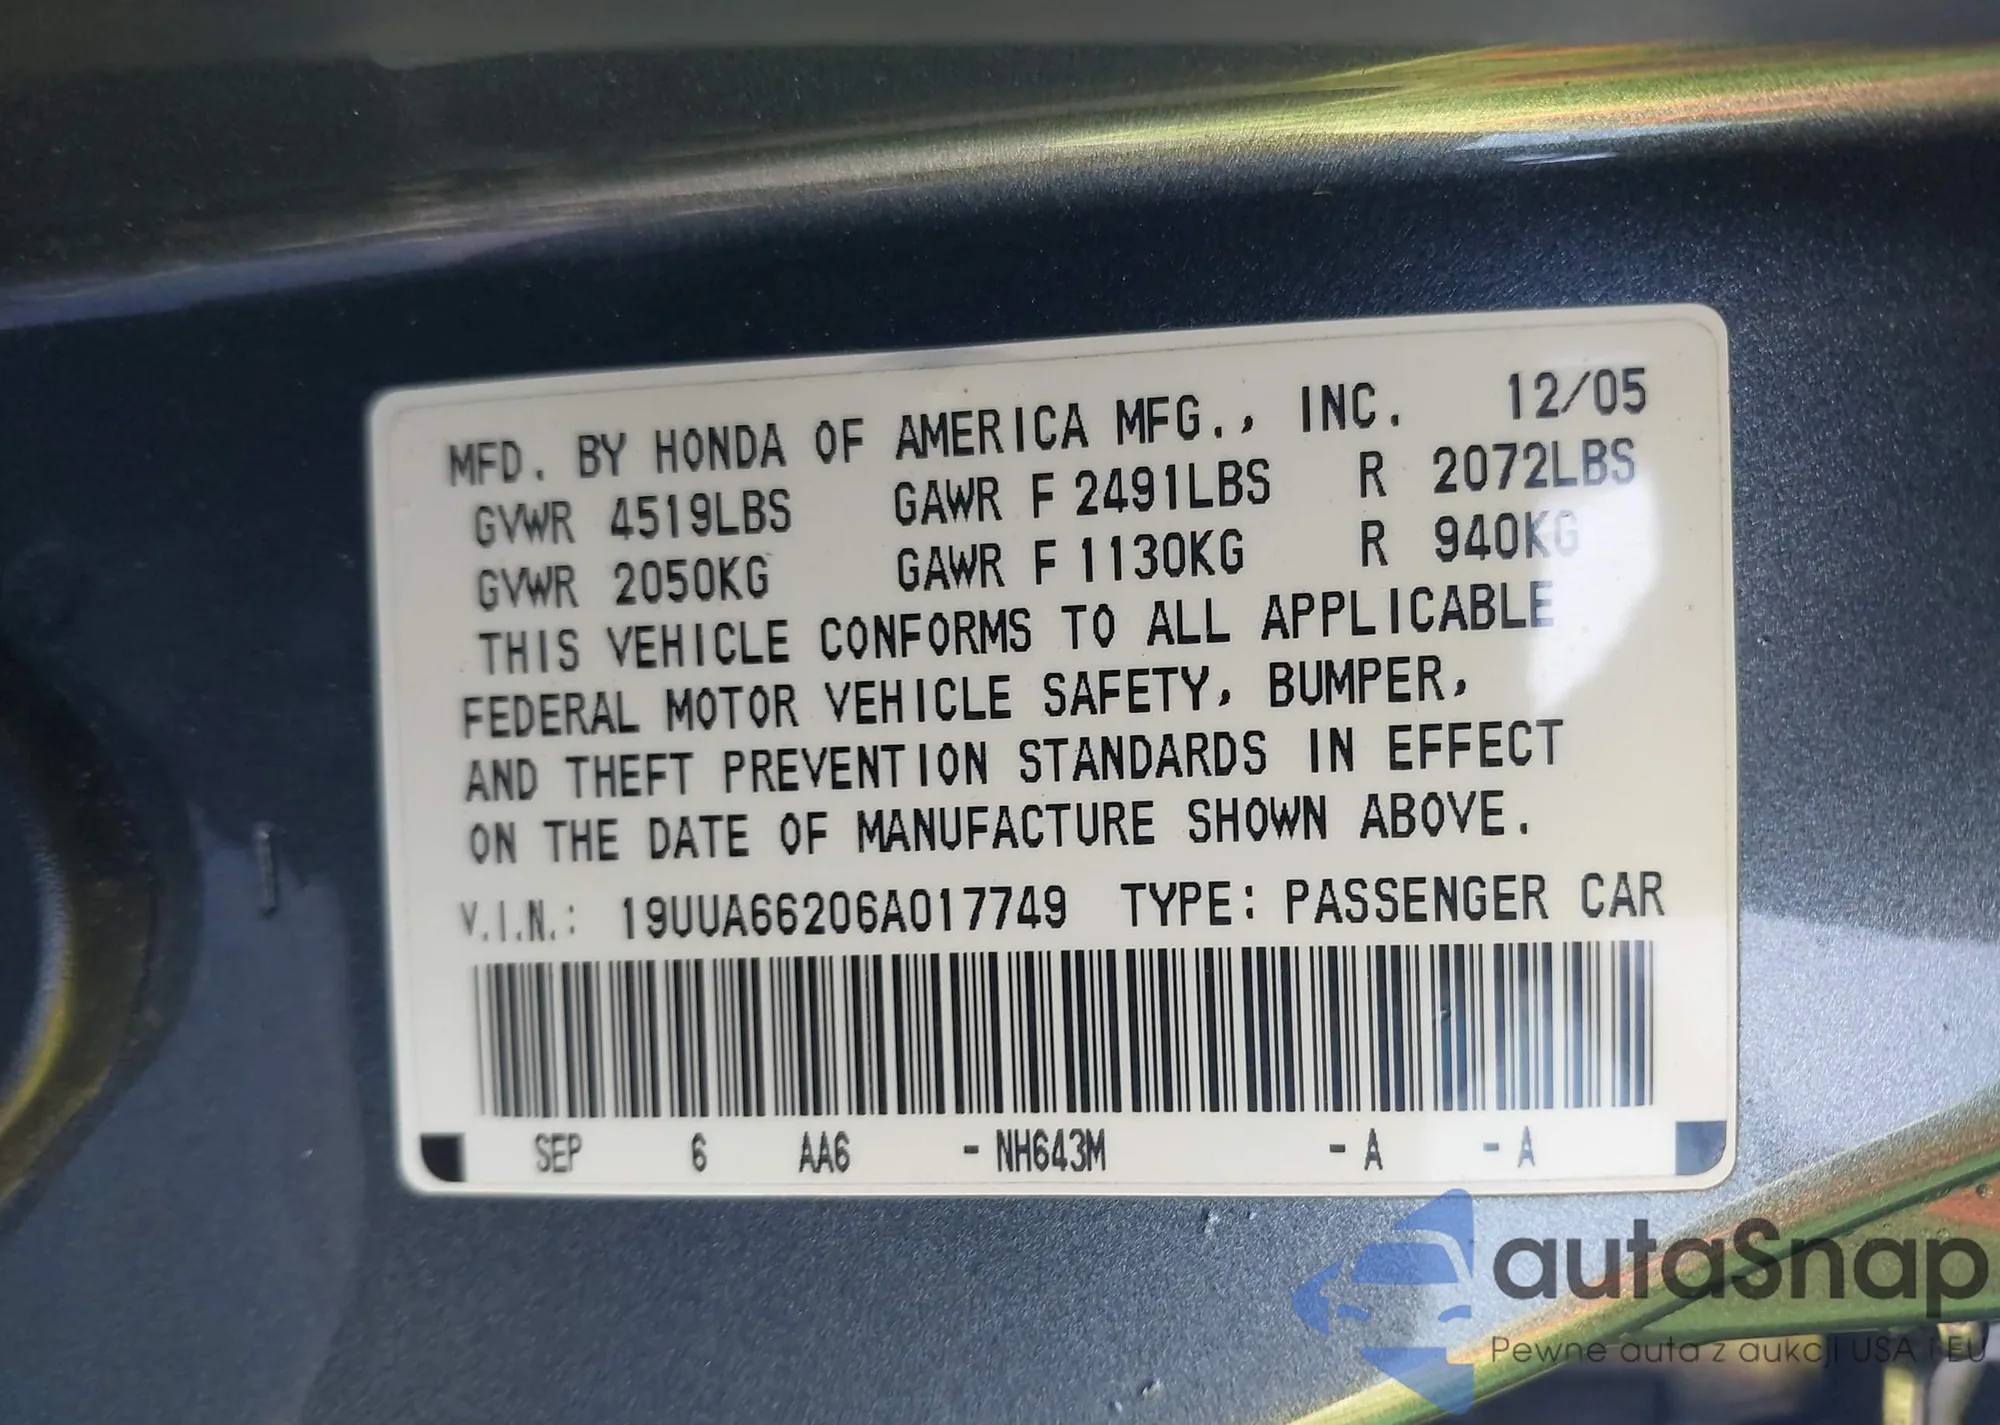 MFD. BY HONDA OF AMERICA MFG., INC. 12/05
GVWR 4519LBS GAWR F 2491LBS R 2072LBS
GVWR 2050KG GAWR F 1130KG R 940KG
THIS VEHICLE CONFORMS TO ALL APPLICABLE
FEDERAL MOTOR VEHICLE SAFETY, BUMPER,
AND THEFT PREVENTION STANDARDS IN EFFECT
ON THE DATE OF MANUFACTURE SHOWN ABOVE.
V.I.N.: 19UUA66206A017749 TYPE: PASSENGER CAR
SEP 6 AA6 - NH643M - A - A
autaSnap
Pewne auta z aukcji USA i EU